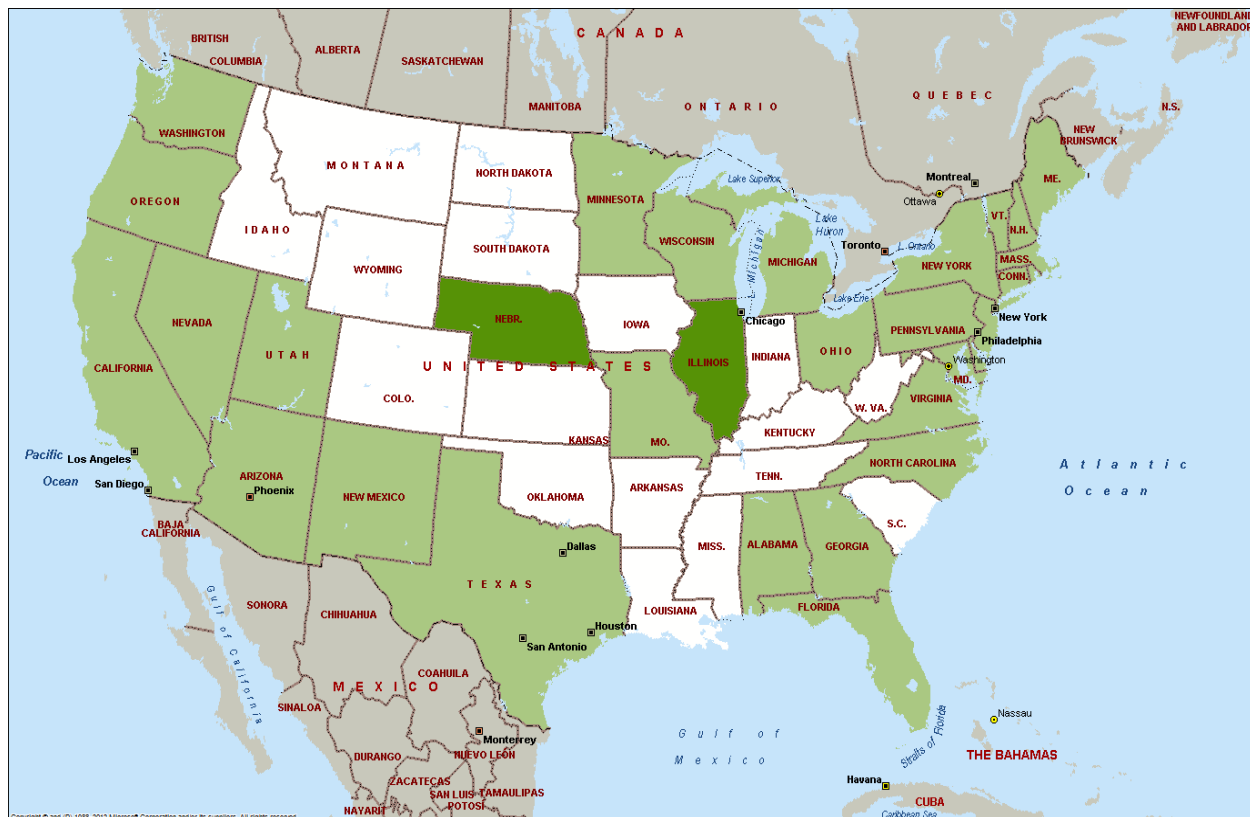 NEWFOUNDLAND
AND LABRADOR
CANADA
BRITISH
COLUMBIA
ALBERTA
SASKATCHEWAN
MANITOBA
ONTARIO
QUEBEC
N.S.
NEW
BRUNSWICK
WASHINGTON
MONTANA
NORTH DAKOTA
MINNESOTA
Lake Superior
Montreal
Ottawa
ME.
OREGON
IDAHO
SOUTH DAKOTA
WISCONSIN
L. Michigan
MICHIGAN
Lake
Huron
Toronto
L. Ontario
VT.
N.H.
MASS.
CONN.
NEW YORK
WYOMING
NEBR.
IOWA
Chicago
Lake Erie
New York
PENNSYLVANIA
Philadelphia
NEVADA
UTAH
CALIFORNIA
UNITED STATES
COLO.
ILLINOIS
INDIANA
OHIO
Washington
MD.
W. VA.
VIRGINIA
KANSAS
MO.
KENTUCKY
Pacific
Ocean
Los Angeles
San Diego
ARIZONA
Phoenix
NEW MEXICO
OKLAHOMA
ARKANSAS
TENN.
NORTH CAROLINA
S.C.
Atlantic
Ocean
BAJA
CALIFORNIA
Dallas
TEXAS
MISS.
ALABAMA
GEORGIA
LOUISIANA
FLORIDA
Houston
San Antonio
SONORA
CHIHUAHUA
Gulf of California
COAHUILA
MEXICO
SINALOA
Monterrey
NUEVO LEÓN
DURANGO
ZACATECAS
SAN LUIS
POTOSÍ
TAMAULIPAS
NAYARIT
Gulf of
Mexico
Straits of Florida
Nassau
THE BAHAMAS
Havana
CUBA
Caribbean Sea